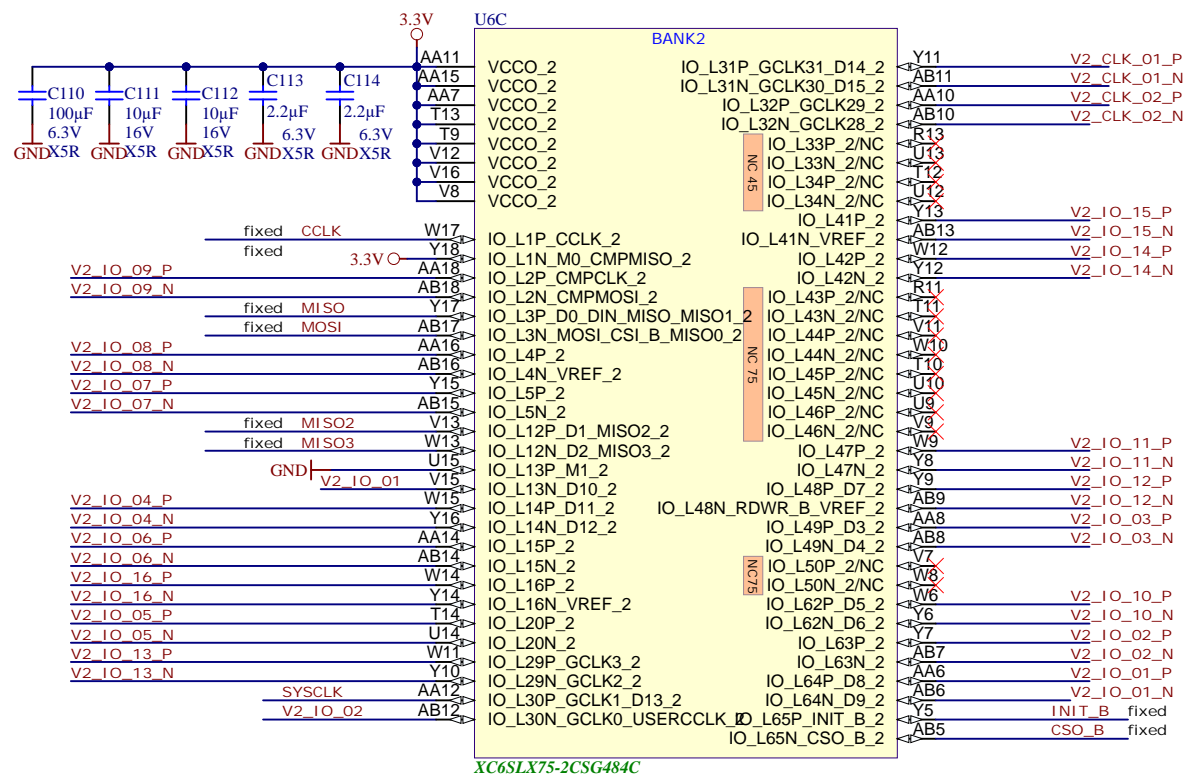 3.3V
U6C
BANK2
C110
100µF
6.3V
X5R
GND
C111
10µF
16V
X5R
GND
C112
10µF
16V
X5R
GND
C113
2.2µF
6.3V
X5R
GND
C114
2.2µF
6.3V
X5R
GND
AA11 VCCO_2
AA15 VCCO_2
AA7 VCCO_2
T13 VCCO_2
T9 VCCO_2
V12 VCCO_2
V16 VCCO_2
V8 VCCO_2
fixed CCLK W17 IO_L1P_CCLK_2
fixed 3.3V Y18 IO_L1N_M0_CMPMISO_2
V2_IO_09_P AA18 IO_L2P_CMPCLK_2
V2_IO_09_N AB18 IO_L2N_CMPMOSI_2
fixed MISO Y17 IO_L3P_D0_DIN_MISO_MISO1_2
fixed MOSI AB17 IO_L3N_MOSI_CSI_B_MISO0_2
V2_IO_08_P AA16 IO_L4P_2
V2_IO_08_N AB16 IO_L4N_VREF_2
V2_IO_07_P Y15 IO_L5P_2
V2_IO_07_N AB15 IO_L5N_2
fixed MISO2 V13 IO_L12P_D1_MISO2_2
fixed MISO3 W13 IO_L12N_D2_MISO3_2
GND U15 IO_L13P_M1_2
V2_IO_01 V15 IO_L13N_D10_2
V2_IO_04_P W15 IO_L14P_D11_2
V2_IO_04_N Y16 IO_L14N_D12_2
V2_IO_06_P AA14 IO_L15P_2
V2_IO_06_N AB14 IO_L15N_2
V2_IO_16_P W14 IO_L16P_2
V2_IO_16_N Y14 IO_L16N_VREF_2
V2_IO_05_P T14 IO_L20P_2
V2_IO_05_N U14 IO_L20N_2
V2_IO_13_P W11 IO_L29P_GCLK3_2
V2_IO_13_N Y10 IO_L29N_GCLK2_2
SYSCLK AA12 IO_L30P_GCLK1_D13_2
V2_IO_02 AB12 IO_L30N_GCLK0_USERCCLK_2
IO_L31P_GCLK31_D14_2 Y11 V2_CLK_01_P
IO_L31N_GCLK30_D15_2 AB11 V2_CLK_01_N
IO_L32P_GCLK29_2 AA10 V2_CLK_02_P
IO_L32N_GCLK28_2 AB10 V2_CLK_02_N
NC 45
IO_L33P_2/NC R13
IO_L33N_2/NC U13
IO_L34P_2/NC T12
IO_L34N_2/NC U12
IO_L41P_2 Y13 V2_IO_15_P
IO_L41N_VREF_2 AB13 V2_IO_15_N
IO_L42P_2 W12 V2_IO_14_P
IO_L42N_2 Y12 V2_IO_14_N
NC 75
IO_L43P_2/NC R11
IO_L43N_2/NC T11
IO_L44P_2/NC V11
IO_L44N_2/NC W10
IO_L45P_2/NC T10
IO_L45N_2/NC U10
IO_L46P_2/NC U9
IO_L46N_2/NC V9
IO_L47P_2 W9 V2_IO_11_P
IO_L47N_2 Y8 V2_IO_11_N
IO_L48P_D7_2 Y9 V2_IO_12_P
IO_L48N_RDWR_B_VREF_2 AB9 V2_IO_12_N
IO_L49P_D3_2 AA8 V2_IO_03_P
IO_L49N_D4_2 AB8 V2_IO_03_N
NC75
IO_L50P_2/NC V7
IO_L50N_2/NC W8
IO_L62P_D5_2 W6 V2_IO_10_P
IO_L62N_D6_2 Y6 V2_IO_10_N
IO_L63P_2 Y7 V2_IO_02_P
IO_L63N_2 AB7 V2_IO_02_N
IO_L64P_D8_2 AA6 V2_IO_01_P
IO_L64N_D9_2 AB6 V2_IO_01_N
IO_L65P_INIT_B_2 Y5 INIT_B fixed
IO_L65N_CSO_B_2 AB5 CSO_B fixed
XC6SLX75-2CSG484C